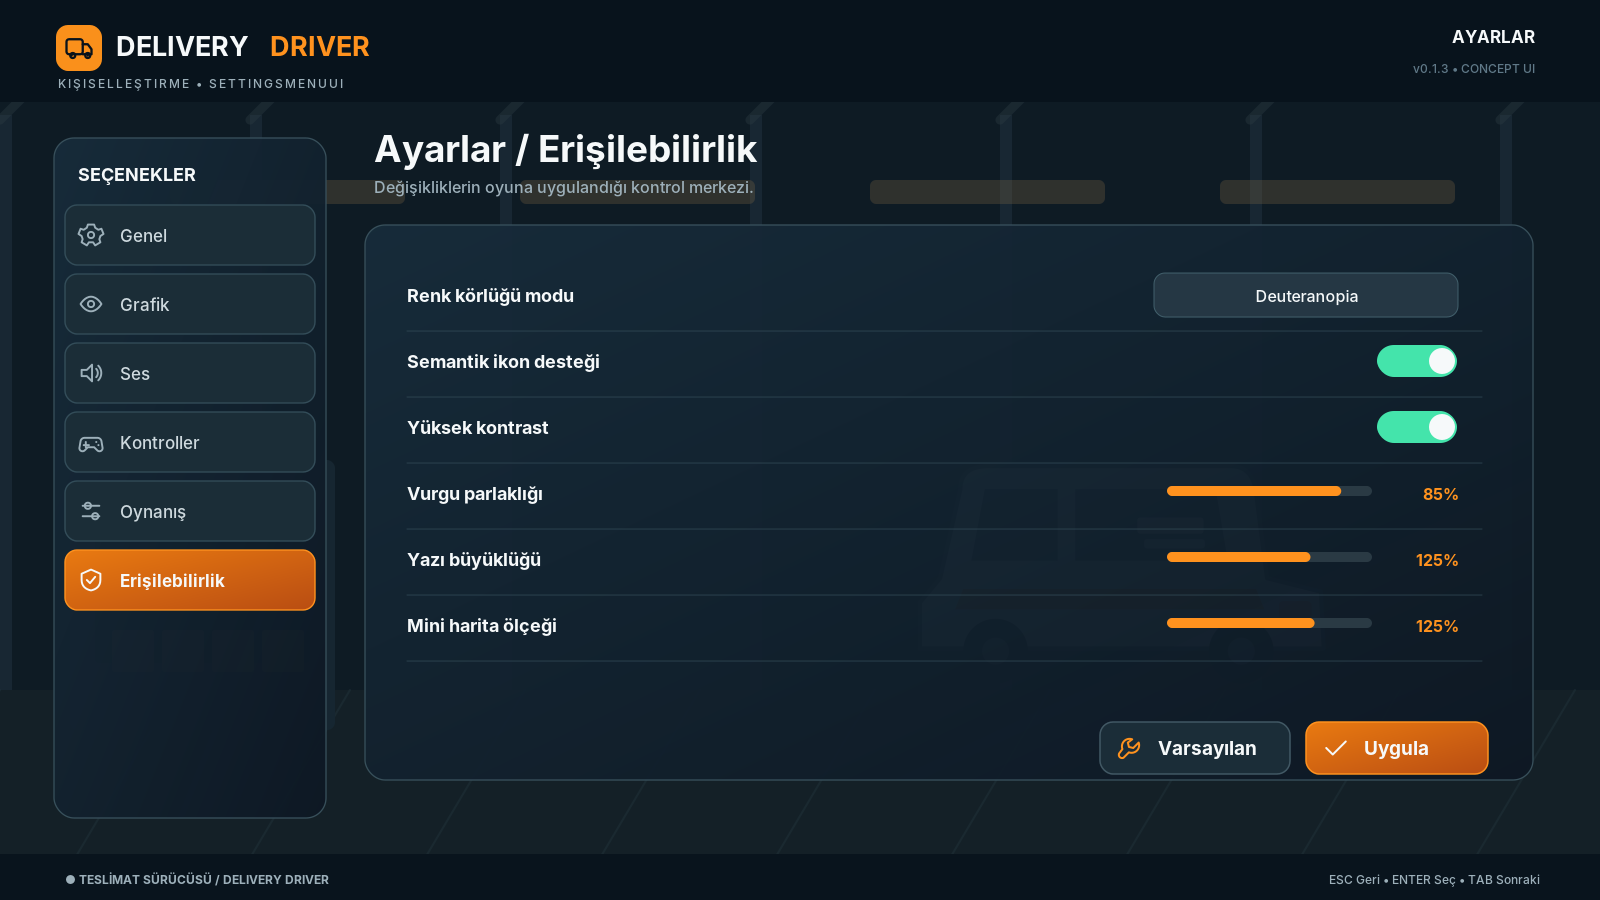 DELIVERY DRIVER
KIŞISELLEŞTIRME • SETTINGSMENUUI
AYARLAR
v0.1.3 • CONCEPT UI
SEÇENEKLER
Genel
Grafik
Ses
Kontroller
Oynanış
Erişilebilirlik
Ayarlar / Erişilebilirlik
Değişikliklerin oyuna uygulandığı kontrol merkezi.
Renk körlüğü modu
Deuteranopia
Semantik ikon desteği
Yüksek kontrast
Vurgu parlaklığı
85%
Yazı büyüklüğü
125%
Mini harita ölçeği
125%
Varsayılan
Uygula
TESLİMAT SÜRÜCÜSÜ / DELIVERY DRIVER
ESC Geri • ENTER Seç • TAB Sonraki